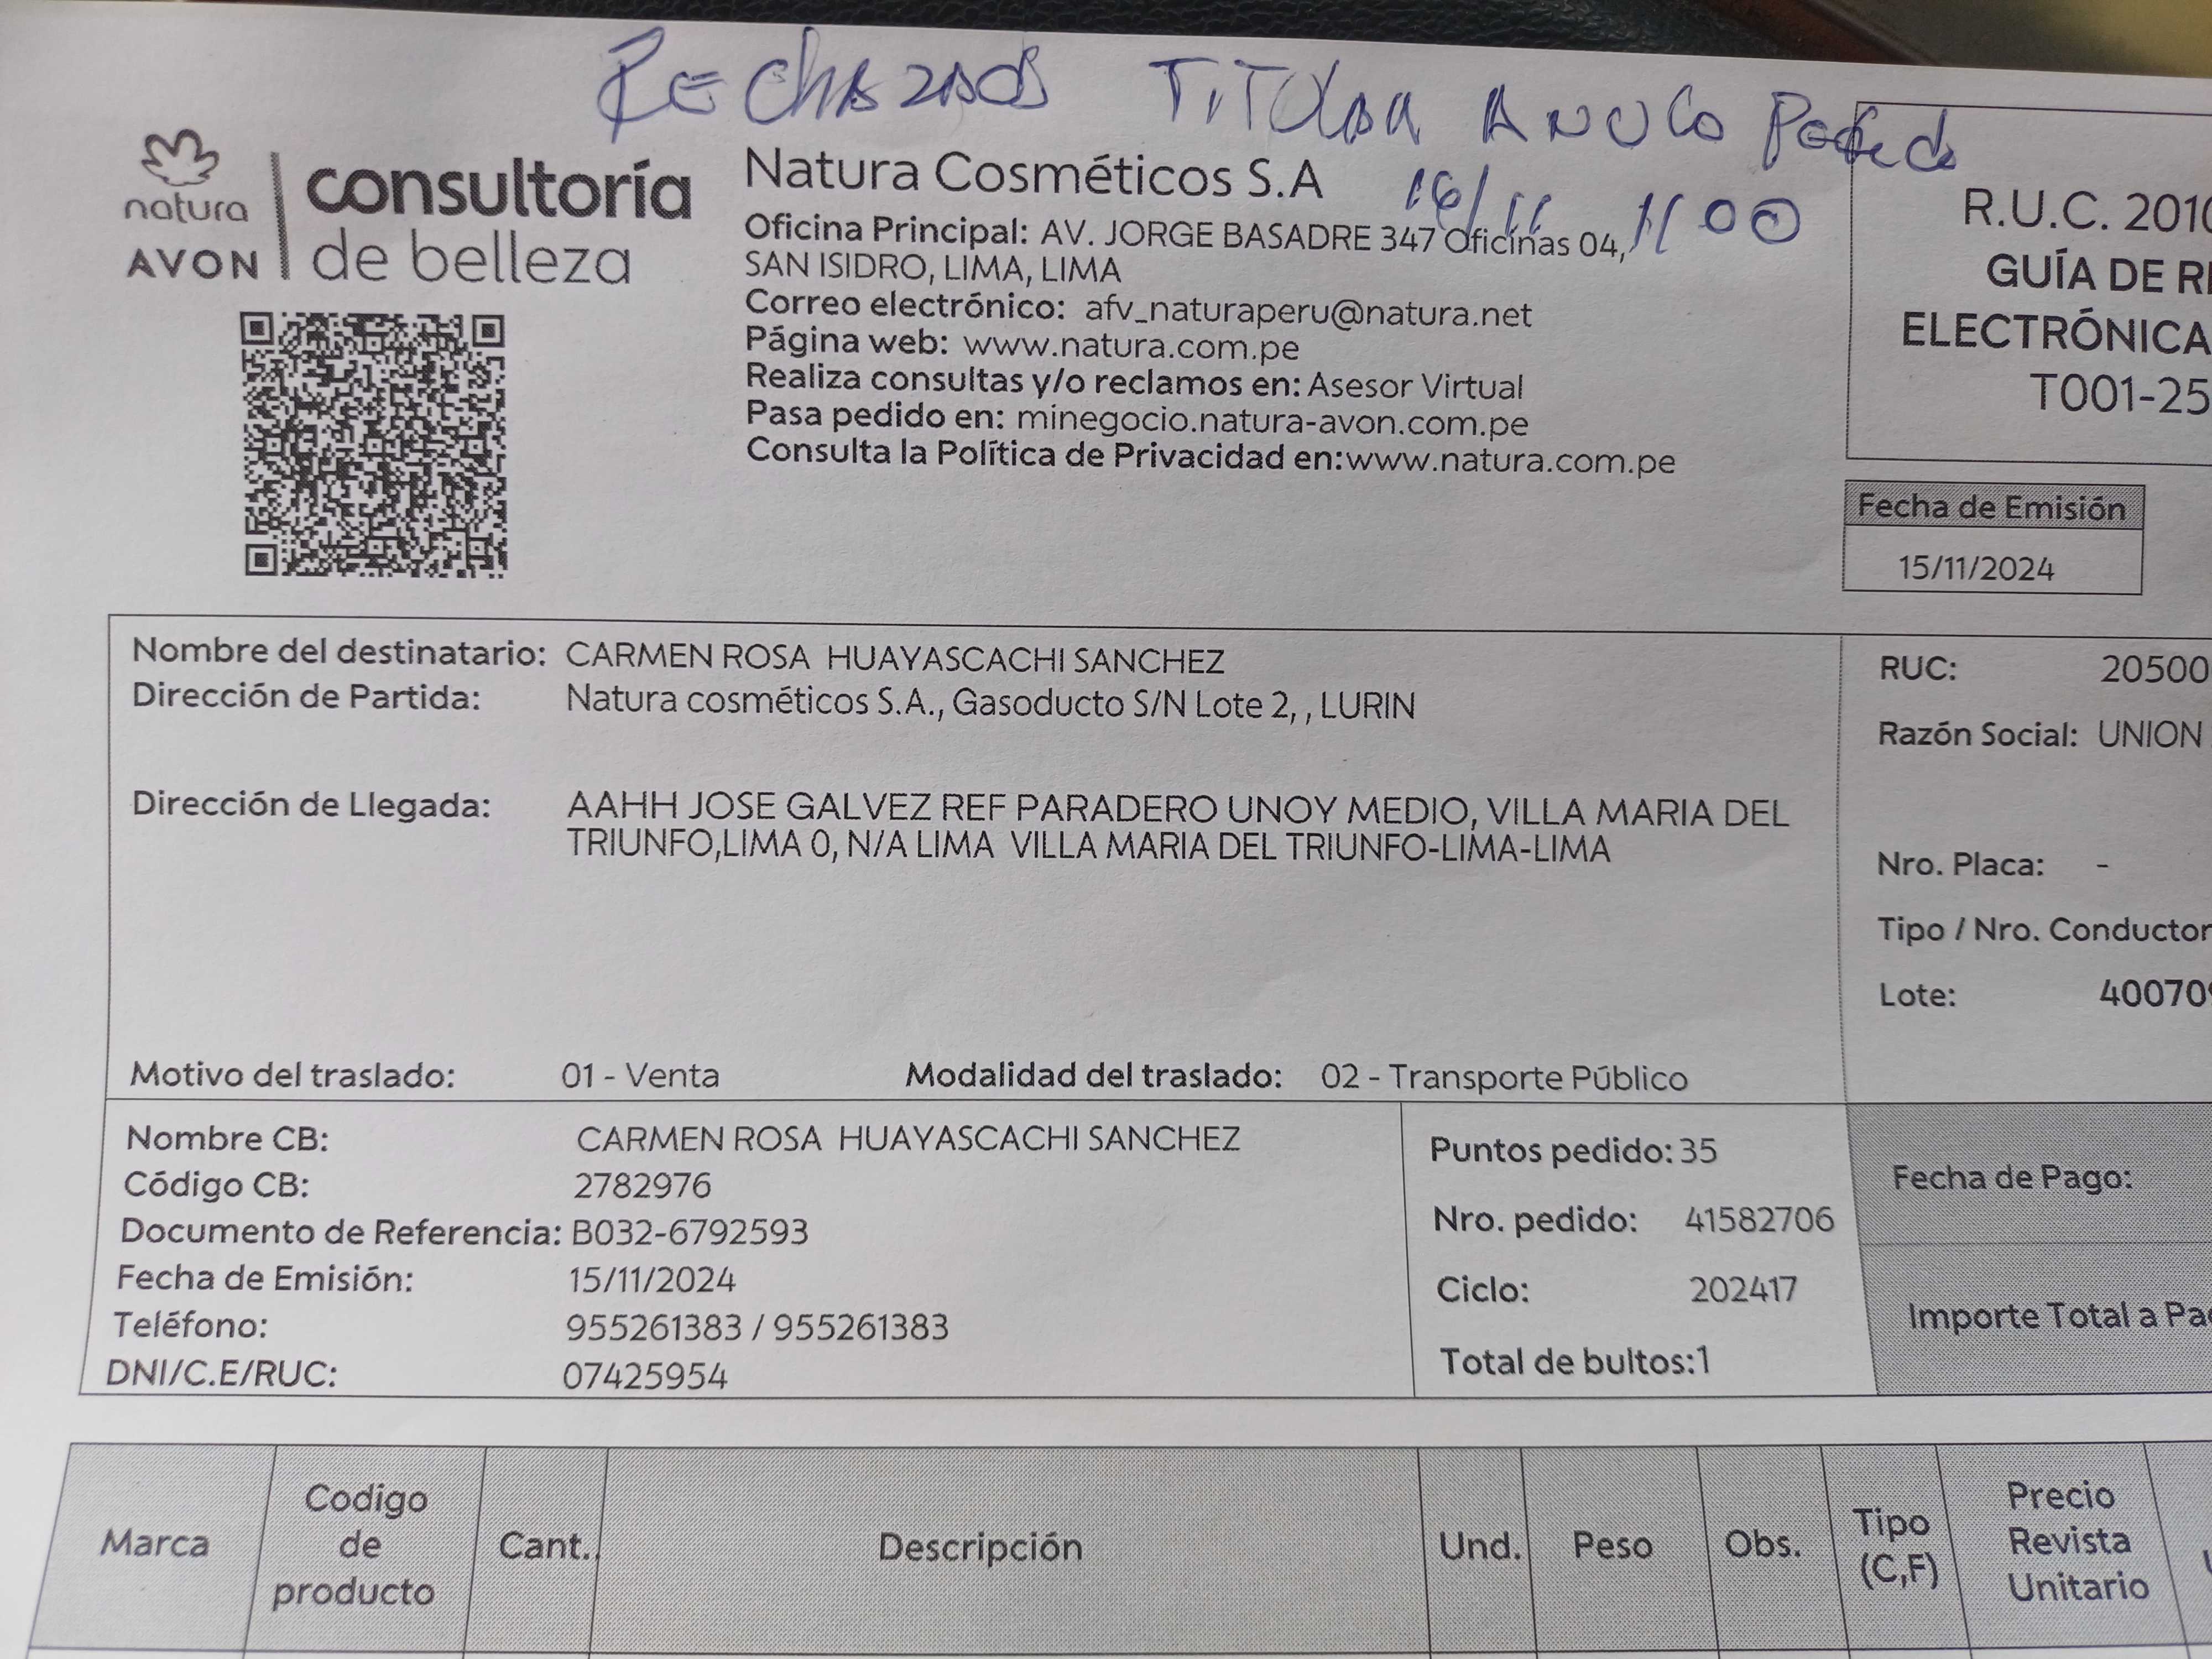 Rechazado Titular Anulo Pedido
16/11 11 00
natura
AVON
consultoría
de belleza
Natura Cosméticos S.A
Oficina Principal: AV. JORGE BASADRE 347 Oficinas 04,
SAN ISIDRO, LIMA, LIMA
Correo electrónico: afv_naturaperu@natura.net
Página web: www.natura.com.pe
Realiza consultas y/o reclamos en: Asesor Virtual
Pasa pedido en: minegocio.natura-avon.com.pe
Consulta la Política de Privacidad en:www.natura.com.pe
R.U.C. 2010
GUÍA DE RE
ELECTRÓNICA
T001-25
Fecha de Emisión
15/11/2024
Nombre del destinatario: CARMEN ROSA HUAYASCACHI SANCHEZ
Dirección de Partida: Natura cosméticos S.A., Gasoducto S/N Lote 2, , LURIN
Dirección de Llegada: AAHH JOSE GALVEZ REF PARADERO UNOY MEDIO, VILLA MARIA DEL
TRIUNFO,LIMA 0, N/A LIMA VILLA MARIA DEL TRIUNFO-LIMA-LIMA
Motivo del traslado: 01 - Venta Modalidad del traslado: 02 - Transporte Público
RUC: 20500
Razón Social: UNION
Nro. Placa: -
Tipo / Nro. Conductor
Lote: 40070
Nombre CB: CARMEN ROSA HUAYASCACHI SANCHEZ
Código CB: 2782976
Documento de Referencia: B032-6792593
Fecha de Emisión: 15/11/2024
Teléfono: 955261383 / 955261383
DNI/C.E/RUC: 07425954
Puntos pedido: 35
Nro. pedido: 41582706
Ciclo: 202417
Total de bultos:1
Fecha de Pago:
Importe Total a Pa
Marca
Codigo
de
producto
Cant.
Descripción
Und.
Peso
Obs.
Tipo
(C,F)
Precio
Revista
Unitario